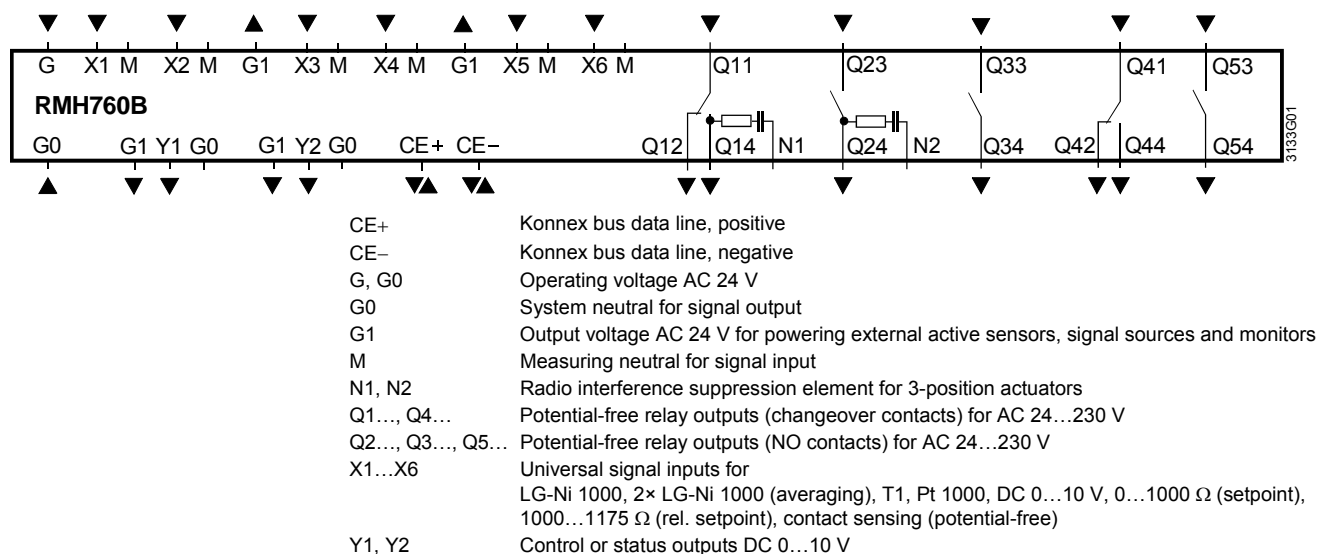 G X1 M X2 M G1 X3 M X4 M G1 X5 M X6 M Q11 Q23 Q33 Q41 Q53
RMH760B
G0 G1 Y1 G0 G1 Y2 G0 CE+ CE− Q12 Q14 N1 Q24 N2 Q34 Q42 Q44 Q54
3133G01
CE+ Konnex bus data line, positive
CE− Konnex bus data line, negative
G, G0 Operating voltage AC 24 V
G0 System neutral for signal output
G1 Output voltage AC 24 V for powering external active sensors, signal sources and monitors
M Measuring neutral for signal input
N1, N2 Radio interference suppression element for 3-position actuators
Q1…, Q4… Potential-free relay outputs (changeover contacts) for AC 24…230 V
Q2…, Q3…, Q5… Potential-free relay outputs (NO contacts) for AC 24…230 V
X1…X6 Universal signal inputs for
LG-Ni 1000, 2× LG-Ni 1000 (averaging), T1, Pt 1000, DC 0…10 V, 0…1000 Ω (setpoint),
1000…1175 Ω (rel. setpoint), contact sensing (potential-free)
Y1, Y2 Control or status outputs DC 0…10 V